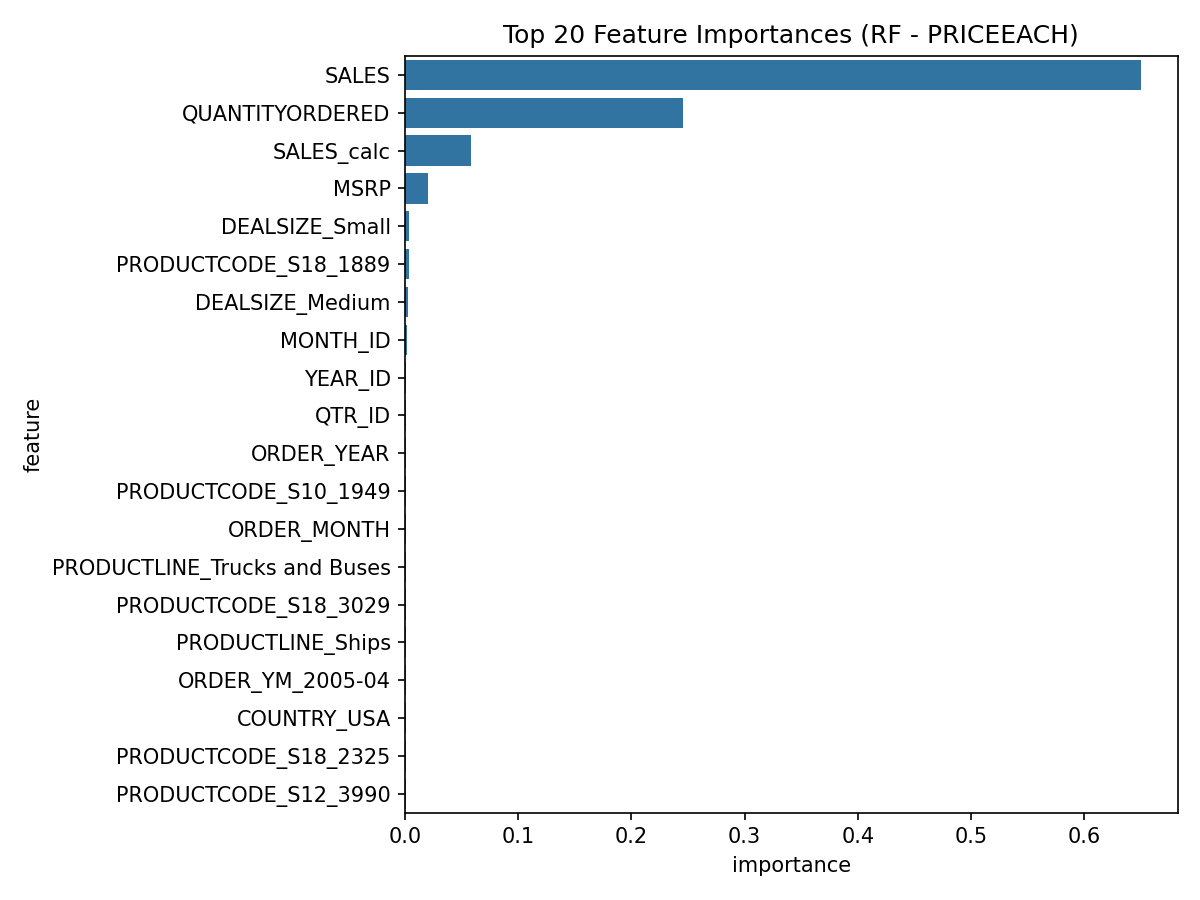 Top 20 Feature Importances (RF - PRICEEACH)
SALES
QUANTITYORDERED
SALES_calc
MSRP
DEALSIZE_Small
PRODUCTCODE_S18_1889
DEALSIZE_Medium
MONTH_ID
YEAR_ID
QTR_ID
ORDER_YEAR
PRODUCTCODE_S10_1949
ORDER_MONTH
PRODUCTLINE_Trucks and Buses
PRODUCTCODE_S18_3029
PRODUCTLINE_Ships
ORDER_YM_2005-04
COUNTRY_USA
PRODUCTCODE_S18_2325
PRODUCTCODE_S12_3990
feature
0.0 0.1 0.2 0.3 0.4 0.5 0.6
importance